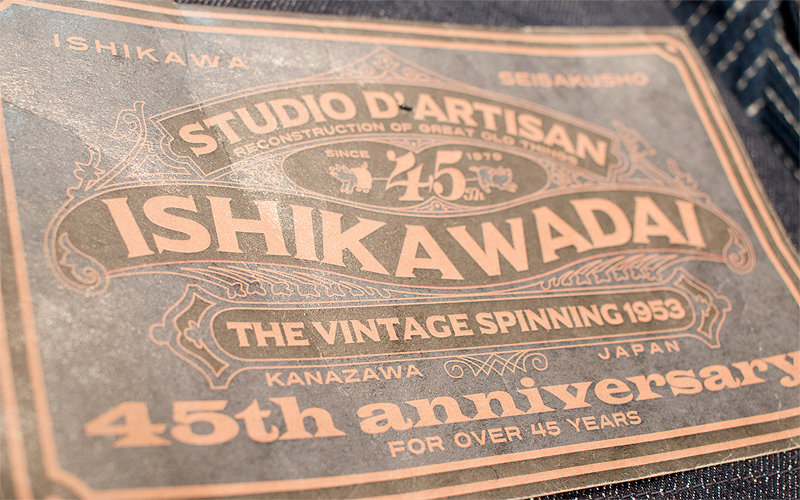 ISHIKAWA SEISAKUSHO
STUDIO D'ARTISAN
RECONSTRUCTION OF GREAT OLD THINGS
SINCE 45Th 1979
ISHIKAWADAI
THE VINTAGE SPINNING 1953
KANAZAWA JAPAN
45th anniversary
FOR OVER 45 YEARS